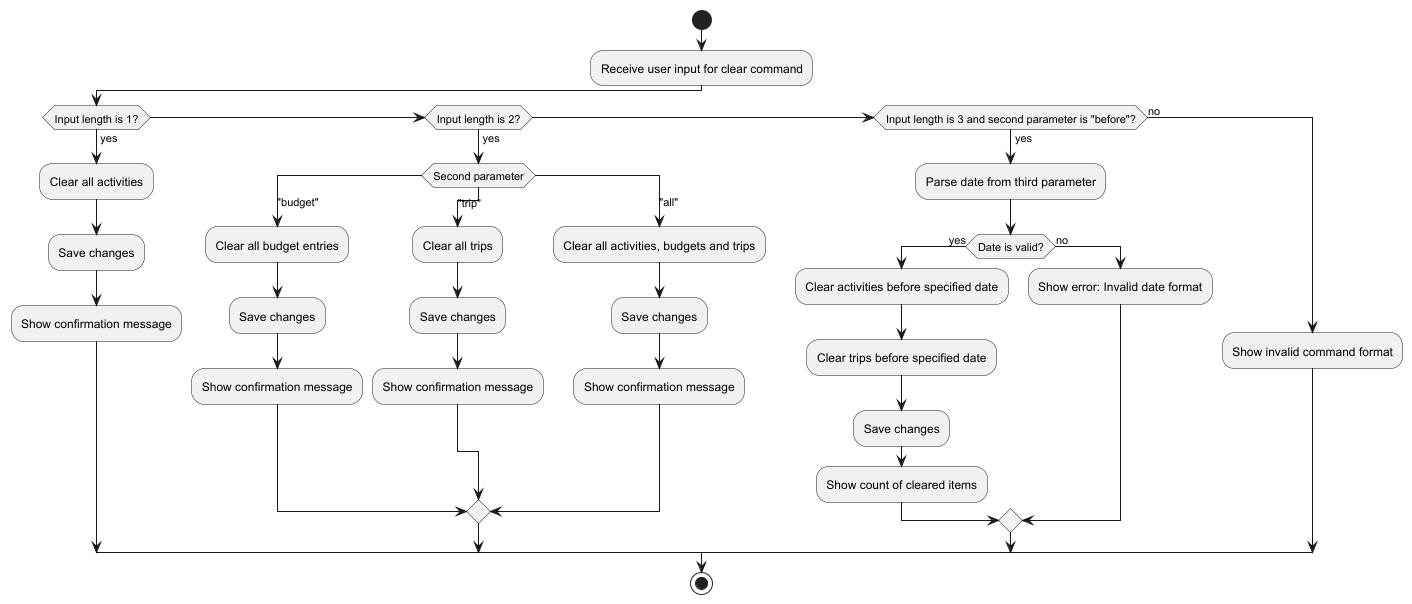 Receive user input for clear command
Input length is 1?
Input length is 2?
Input length is 3 and second parameter is "before"?
no
yes
yes
yes
Clear all activities
Second parameter
Parse date from third parameter
"budget"
"trip"
"all"
Save changes
Clear all budget entries
Clear all trips
Clear all activities, budgets and trips
yes
Date is valid?
no
Clear activities before specified date
Show error: Invalid date format
Show confirmation message
Save changes
Save changes
Save changes
Clear trips before specified date
Show invalid command format
Show confirmation message
Show confirmation message
Show confirmation message
Save changes
Show count of cleared items